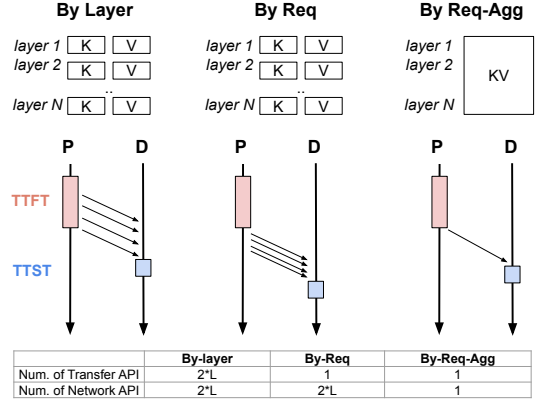 By Layer By Req By Req-Agg
layer 1 K V layer 1 K V layer 1
layer 2 K V layer 2 K V layer 2 KV
.. ..
layer N K V layer N K V layer N
P D P D P D
TTFT
TTST
By-layer By-Req By-Req-Agg
Num. of Transfer API 2*L 1 1
Num. of Network API 2*L 2*L 1